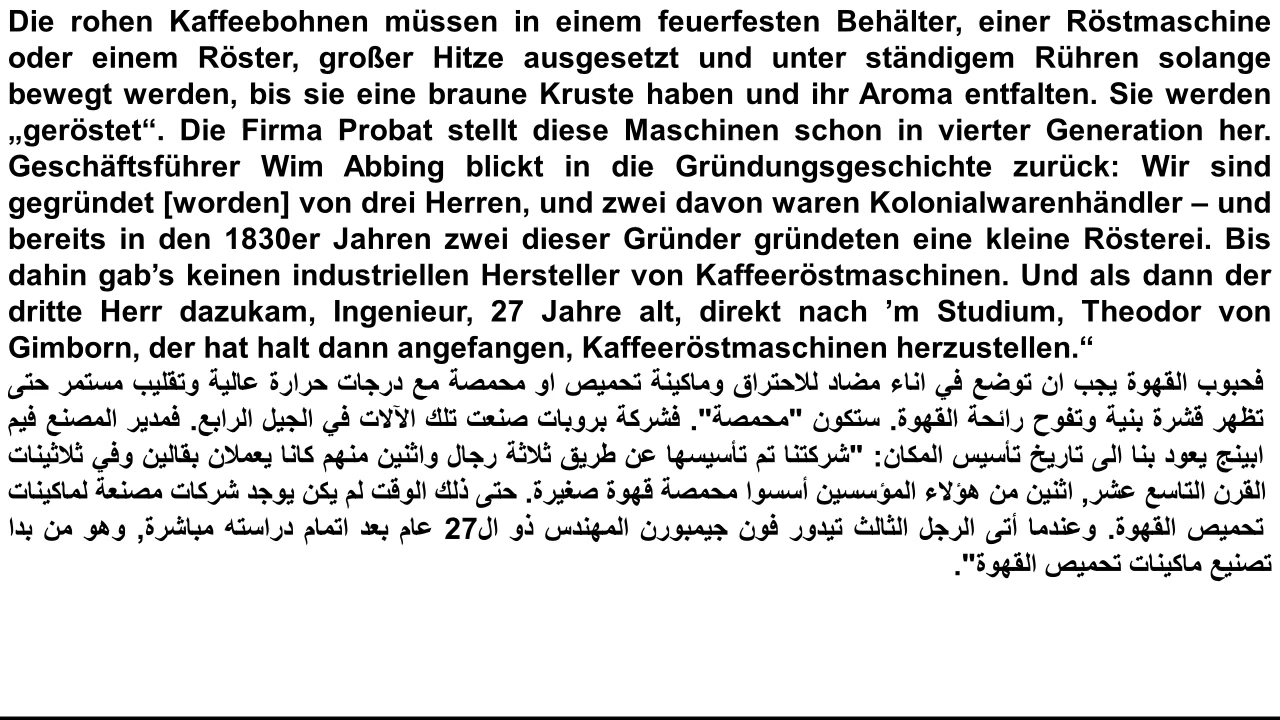 Die rohen Kaffeebohnen müssen in einem feuerfesten Behälter, einer Röstmaschine
oder einem Röster, großer Hitze ausgesetzt und unter ständigem Rühren solange
bewegt werden, bis sie eine braune Kruste haben und ihr Aroma entfalten. Sie werden
„geröstet“. Die Firma Probat stellt diese Maschinen schon in vierter Generation her.
Geschäftsführer Wim Abbing blickt in die Gründungsgeschichte zurück: Wir sind
gegründet [worden] von drei Herren, und zwei davon waren Kolonialwarenhändler – und
bereits in den 1830er Jahren zwei dieser Gründer gründeten eine kleine Rösterei. Bis
dahin gab’s keinen industriellen Hersteller von Kaffeeröstmaschinen. Und als dann der
dritte Herr dazukam, Ingenieur, 27 Jahre alt, direkt nach ’m Studium, Theodor von
Gimborn, der hat halt dann angefangen, Kaffeeröstmaschinen herzustellen.“
فحبوب القهوة يجب ان توضع في اناء مضاد للاحتراق وماكينة تحميص او محمصة مع درجات حرارة عالية وتقليب مستمر حتى
تظهر قشرة بنية وتفوح رائحة القهوة. ستكون "محمصة". فشركة بروبات صنعت تلك الآلات في الجيل الرابع. فمدير المصنع فيم
ابينج يعود بنا الى تاريخ تأسيس المكان: "شركتنا تم تأسيسها عن طريق ثلاثة رجال واثنين منهم كانا يعملان بقالين وفي ثلاثينات
القرن التاسع عشر, اثنين من هؤلاء المؤسسين أسسوا محمصة قهوة صغيرة. حتى ذلك الوقت لم يكن يوجد شركات مصنعة لماكينات
تحميص القهوة. وعندما أتى الرجل الثالث تيدور فون جيمبورن المهندس ذو ال27 عام بعد اتمام دراسته مباشرة, وهو من بدا
تصنيع ماكينات تحميص القهوة".